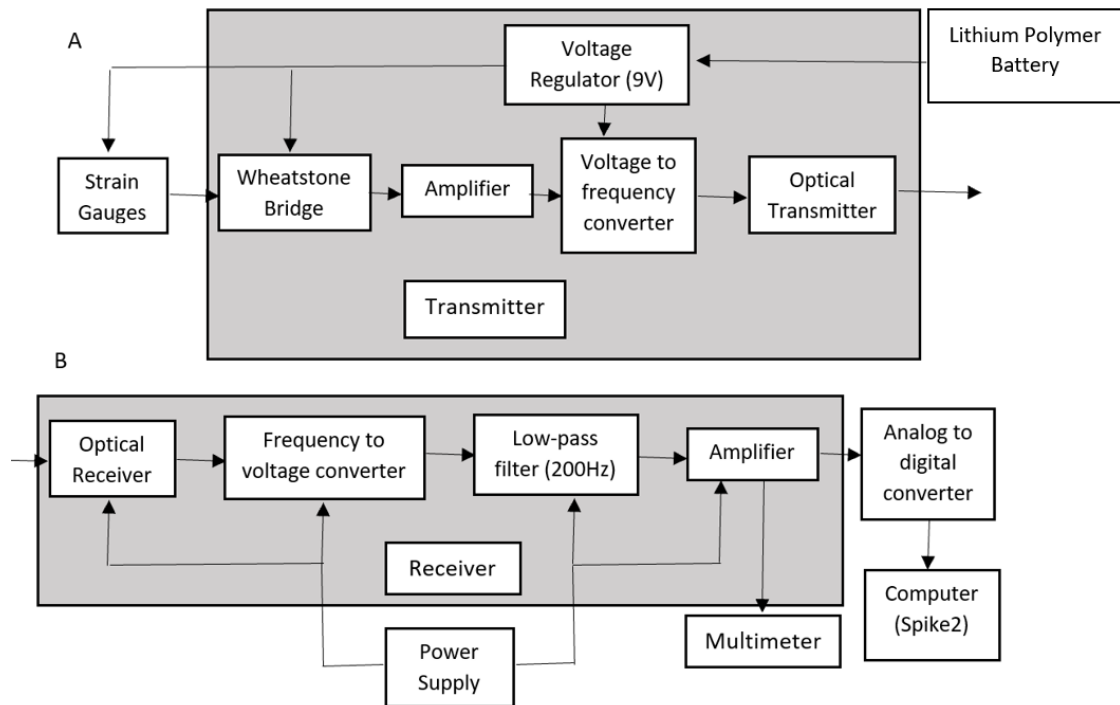 A
Voltage
Regulator (9V)
Lithium Polymer
Battery
Strain
Gauges
Wheatstone
Bridge
Amplifier
Voltage to
frequency
converter
Optical
Transmitter
Transmitter
B
Optical
Receiver
Frequency to
voltage converter
Low-pass
filter (200Hz)
Amplifier
Analog to
digital
converter
Receiver
Computer
(Spike2)
Multimeter
Power
Supply